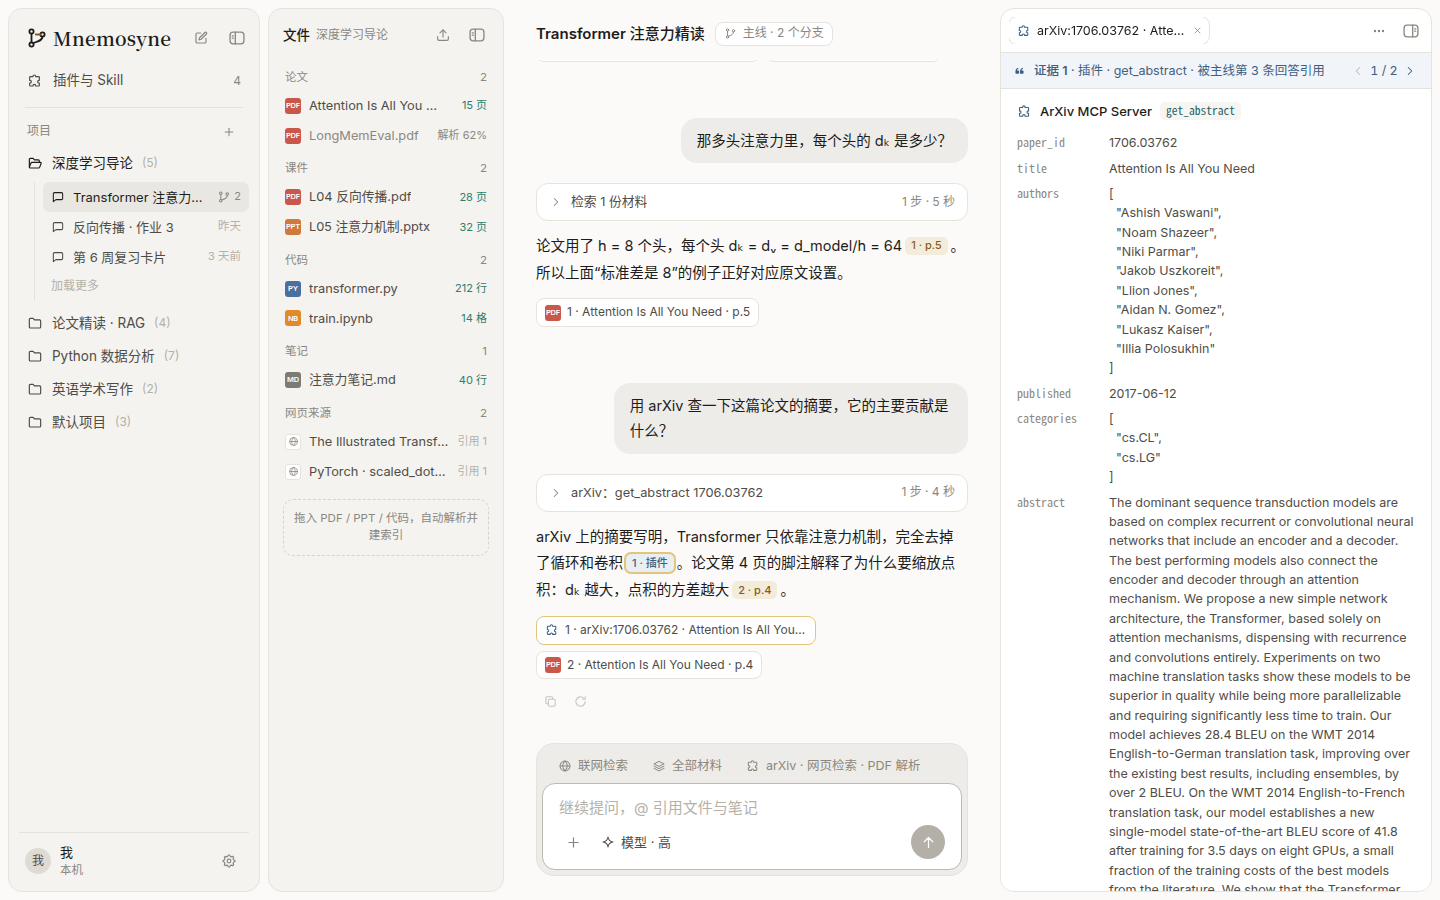 Mnemosyne
插件与 Skill 4
项目
深度学习导论 (5)
Transformer 注意力... 2
反向传播 · 作业 3 昨天
第 6 周复习卡片 3 天前
加载更多
论文精读 · RAG (4)
Python 数据分析 (7)
英语学术写作 (2)
默认项目 (3)
我 我
本机
文件 深度学习导论
论文 2
PDF Attention Is All You ... 15 页
PDF LongMemEval.pdf 解析 62%
课件 2
PDF L04 反向传播.pdf 28 页
PPT L05 注意力机制.pptx 32 页
代码 2
PY transformer.py 212 行
NB train.ipynb 14 格
笔记 1
MD 注意力笔记.md 40 行
网页来源 2
The Illustrated Transf... 引用 1
PyTorch · scaled_dot... 引用 1
拖入 PDF / PPT / 代码，自动解析并
建索引
Transformer 注意力精读 主线 · 2 个分支
那多头注意力里，每个头的 dₖ 是多少？
检索 1 份材料 1 步 · 5 秒
论文用了 h = 8 个头，每个头 dₖ = dᵥ = d_model/h = 64 1 · p.5 。
所以上面“标准差是 8”的例子正好对应原文设置。
PDF 1 · Attention Is All You Need · p.5
用 arXiv 查一下这篇论文的摘要，它的主要贡献是
什么？
arXiv：get_abstract 1706.03762 1 步 · 4 秒
arXiv 上的摘要写明，Transformer 只依靠注意力机制，完全去掉
了循环和卷积 1 · 插件 。论文第 4 页的脚注解释了为什么要缩放点
积：dₖ 越大，点积的方差越大 2 · p.4 。
1 · arXiv:1706.03762 · Attention Is All You...
PDF 2 · Attention Is All You Need · p.4
联网检索 全部材料 arXiv · 网页检索 · PDF 解析
继续提问，@ 引用文件与笔记
模型 · 高
arXiv:1706.03762 · Atte... ×
证据 1 · 插件 · get_abstract · 被主线第 3 条回答引用 1 / 2
ArXiv MCP Server get_abstract
paper_id 1706.03762
title Attention Is All You Need
authors [
"Ashish Vaswani",
"Noam Shazeer",
"Niki Parmar",
"Jakob Uszkoreit",
"Llion Jones",
"Aidan N. Gomez",
"Lukasz Kaiser",
"Illia Polosukhin"
]
published 2017-06-12
categories [
"cs.CL",
"cs.LG"
]
abstract The dominant sequence transduction models are
based on complex recurrent or convolutional neural
networks that include an encoder and a decoder.
The best performing models also connect the
encoder and decoder through an attention
mechanism. We propose a new simple network
architecture, the Transformer, based solely on
attention mechanisms, dispensing with recurrence
and convolutions entirely. Experiments on two
machine translation tasks show these models to be
superior in quality while being more parallelizable
and requiring significantly less time to train. Our
model achieves 28.4 BLEU on the WMT 2014
English-to-German translation task, improving over
the existing best results, including ensembles, by
over 2 BLEU. On the WMT 2014 English-to-French
translation task, our model establishes a new
single-model state-of-the-art BLEU score of 41.8
after training for 3.5 days on eight GPUs, a small
fraction of the training costs of the best models
from the literature. We show that the Transformer